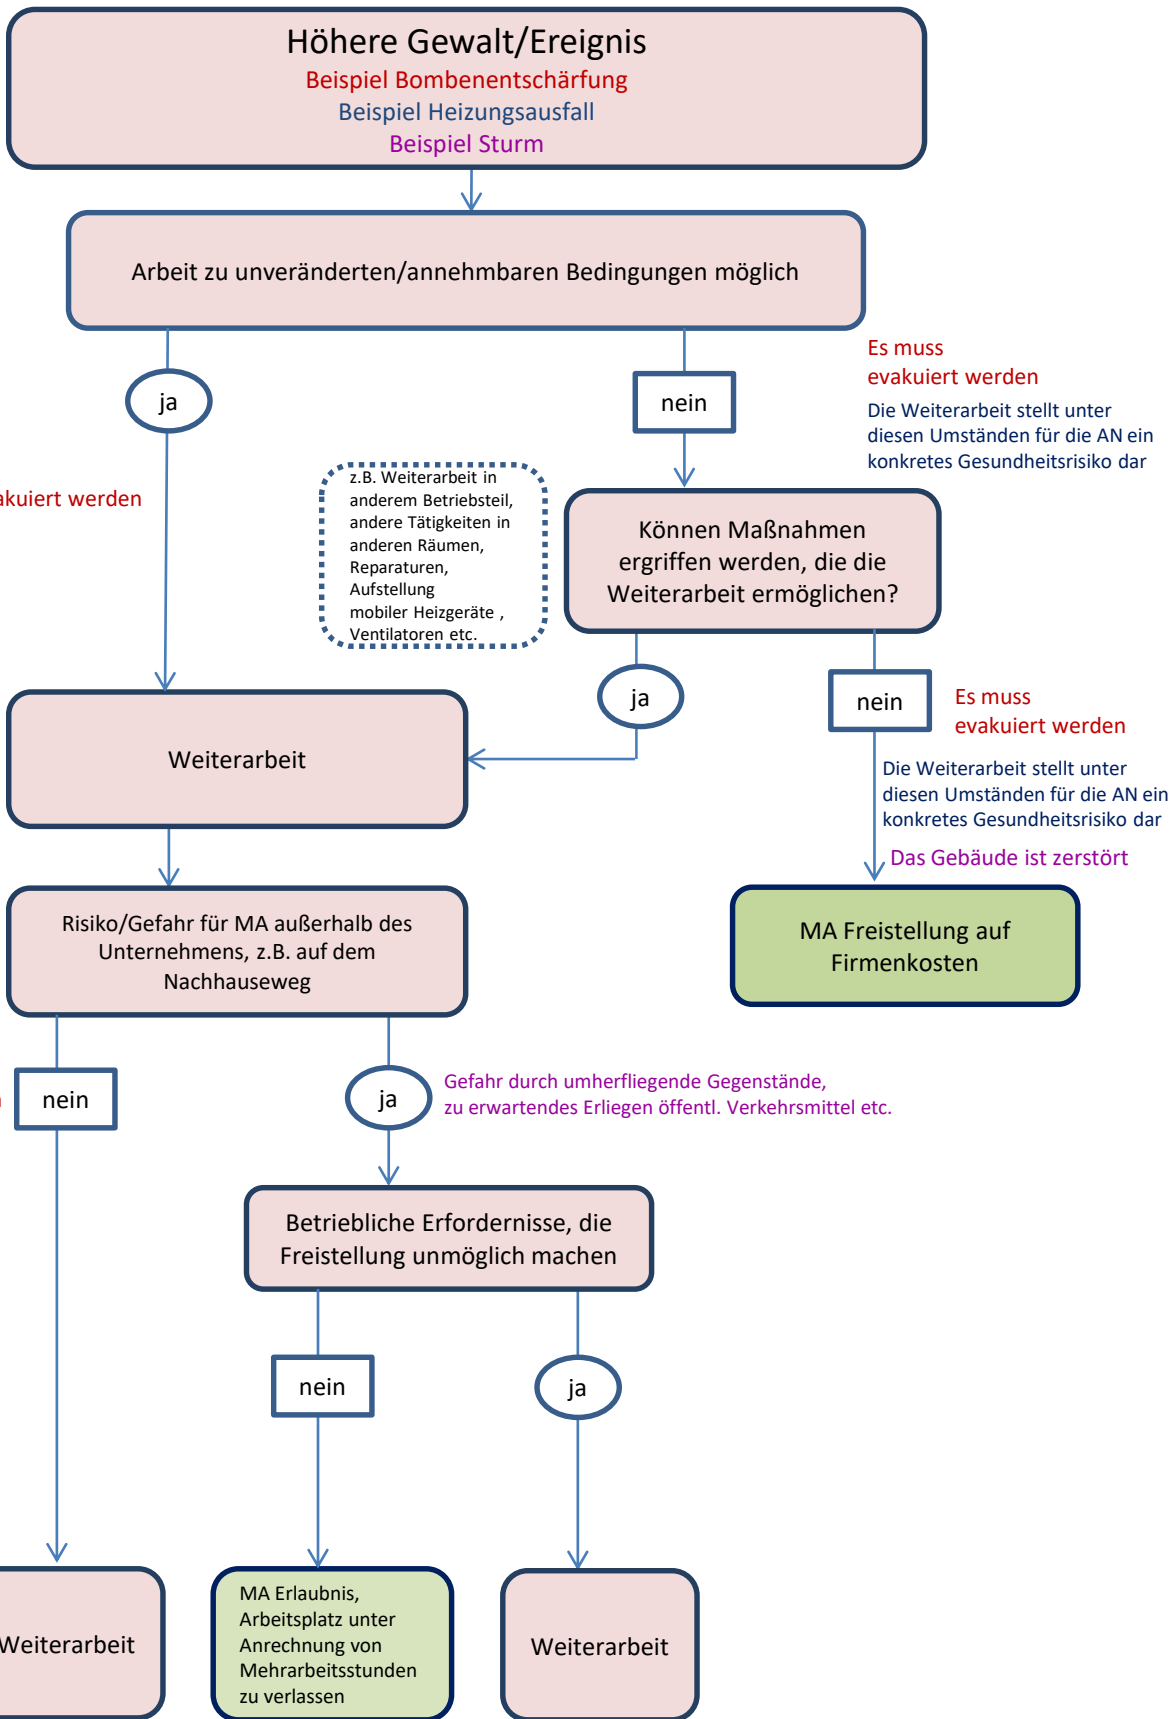 Höhere Gewalt/Ereignis
Beispiel Bombenentschärfung
Beispiel Heizungsausfall
Beispiel Sturm
Arbeit zu unveränderten/annehmbaren Bedingungen möglich
ja
nein
Es muss
evakuiert werden
Die Weiterarbeit stellt unter
diesen Umständen für die AN ein
konkretes Gesundheitsrisiko dar
werden
z.B. Weiterarbeit in
anderem Betriebsteil,
andere Tätigkeiten in
anderen Räumen,
Reparaturen,
Aufstellung
mobiler Heizgeräte ,
Ventilatoren etc.
Können Maßnahmen
ergriffen werden, die die
Weiterarbeit ermöglichen?
ja
nein
Es muss
evakuiert werden
Weiterarbeit
Die Weiterarbeit stellt unter
diesen Umständen für die AN ein
konkretes Gesundheitsrisiko dar
Das Gebäude ist zerstört
MA Freistellung auf
Firmenkosten
Risiko/Gefahr für MA außerhalb des
Unternehmens, z.B. auf dem
Nachhauseweg
nein
ja
Gefahr durch umherfliegende Gegenstände,
zu erwartendes Erliegen öffentl. Verkehrsmittel etc.
Betriebliche Erfordernisse, die
Freistellung unmöglich machen
nein
ja
Weiterarbeit
MA Erlaubnis,
Arbeitsplatz unter
Anrechnung von
Mehrarbeitsstunden
zu verlassen
Weiterarbeit